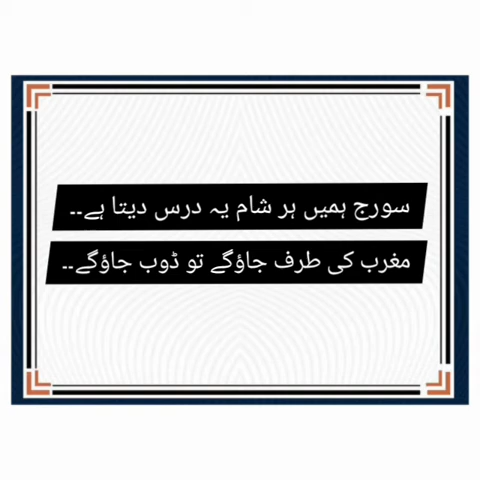 سورج ہمیں ہر شام یہ درس دیتا ہے۔۔
مغرب کی طرف جاؤگے تو ڈوب جاؤگے۔۔